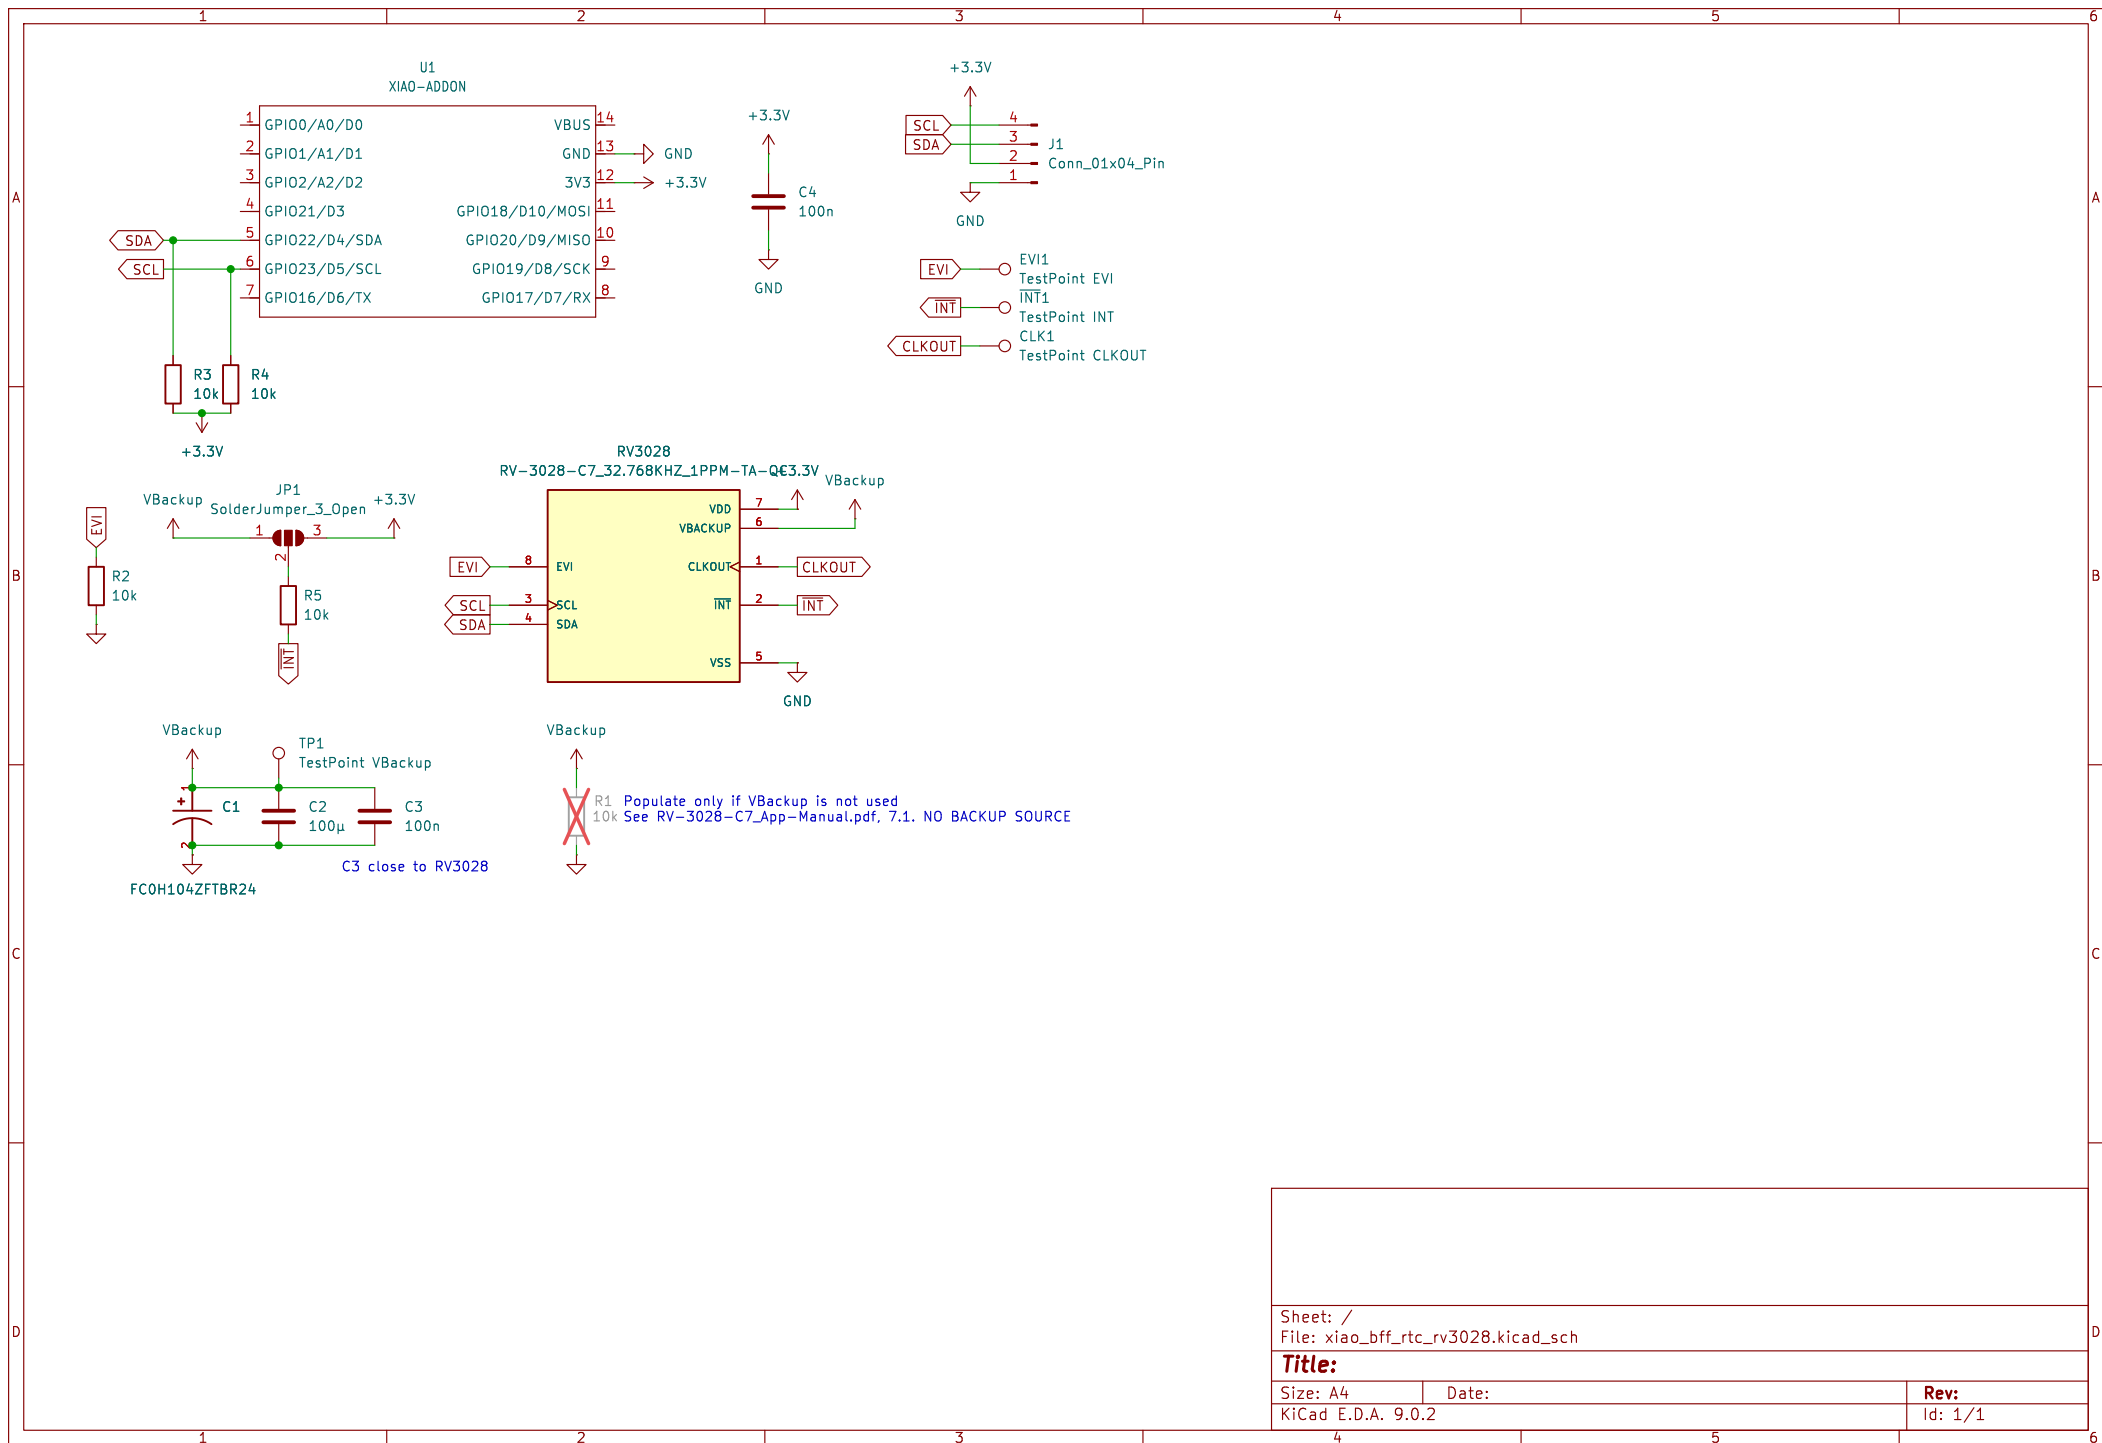 1 2 3 4 5 6
A
B
C
D
U1
XIAO-ADDON
1 GPIO0/A0/D0
2 GPIO1/A1/D1
3 GPIO2/A2/D2
4 GPIO21/D3
5 GPIO22/D4/SDA
6 GPIO23/D5/SCL
7 GPIO16/D6/TX
VBUS 14
GND 13
3V3 12
GPIO18/D10/MOSI 11
GPIO20/D9/MISO 10
GPIO19/D8/SCK 9
GPIO17/D7/RX 8
GND
+3.3V
SDA
SCL
R3
10k
R4
10k
+3.3V
+3.3V
C4
100n
GND
+3.3V
SCL 4
SDA 3
2
1
J1
Conn_01x04_Pin
GND
EVI
EVI1
TestPoint EVI
INT
INT1
TestPoint INT
CLKOUT
CLK1
TestPoint CLKOUT
EVI
R2
10k
VBackup
JP1
SolderJumper_3_Open
+3.3V
1 2 3
R5
10k
INT
RV3028
RV-3028-C7_32.768KHZ_1PPM-TA-QC
+3.3V
VBackup
VDD 7
VBACKUP 6
CLKOUT 1 CLKOUT
INT 2 INT
VSS 5
GND
EVI 8 EVI
SCL 3 SCL
SDA 4 SDA
VBackup
TP1
TestPoint VBackup
1
+
2
C1
C2
100µ
C3
100n
C3 close to RV3028
FC0H104ZFTBR24
VBackup
R1
10k
Populate only if VBackup is not used
See RV-3028-C7_App-Manual.pdf, 7.1. NO BACKUP SOURCE
Sheet: /
File: xiao_bff_rtc_rv3028.kicad_sch
Title:
Size: A4 Date: Rev:
KiCad E.D.A. 9.0.2 Id: 1/1
A
B
C
D
1 2 3 4 5 6